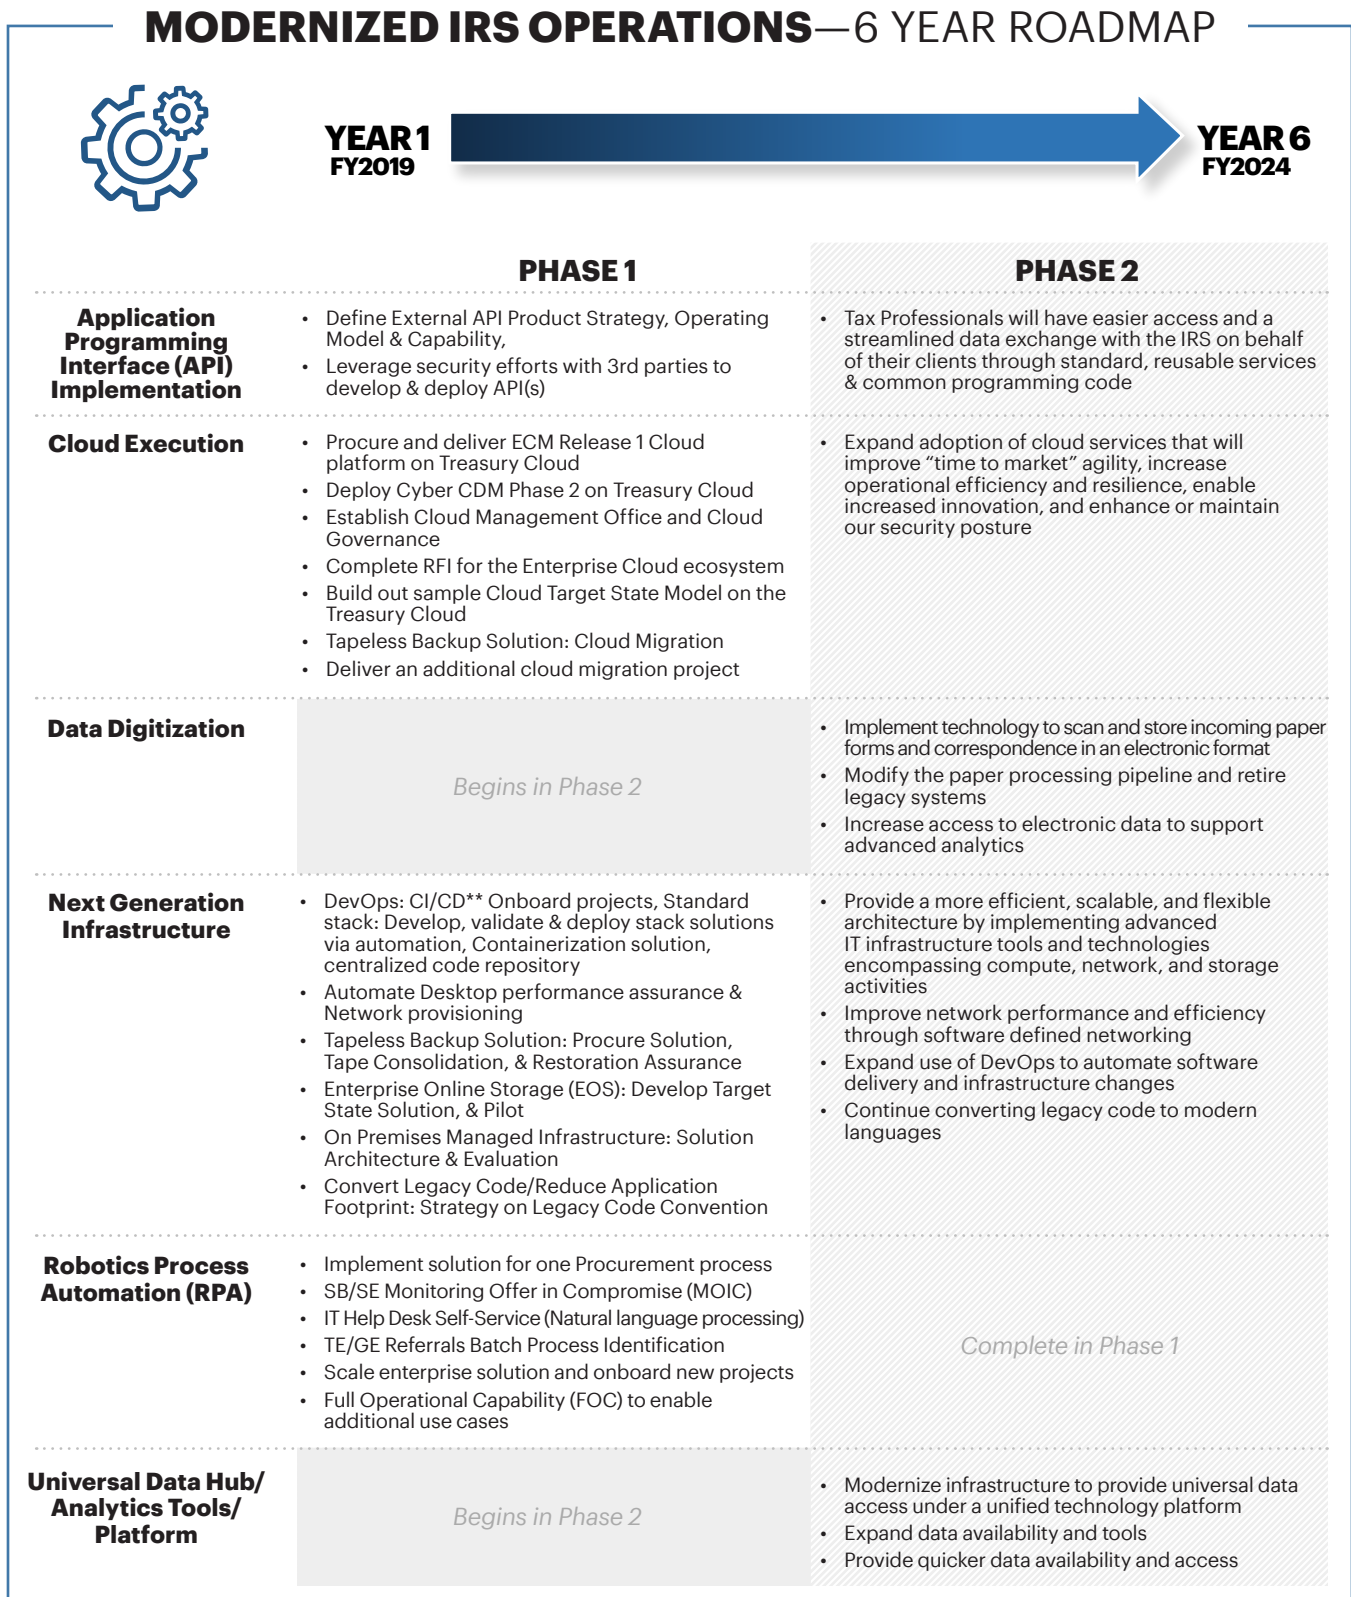 MODERNIZED IRS OPERATIONS—6 YEAR ROADMAP
YEAR 1
FY2019
YEAR 6
FY2024
PHASE 1
PHASE 2
Application
Programming
Interface (API)
Implementation
• Define External API Product Strategy, Operating
Model & Capability,
• Leverage security efforts with 3rd parties to
develop & deploy API(s)
• Tax Professionals will have easier access and a
streamlined data exchange with the IRS on behalf
of their clients through standard, reusable services
& common programming code
Cloud Execution
• Procure and deliver ECM Release 1 Cloud
platform on Treasury Cloud
• Deploy Cyber CDM Phase 2 on Treasury Cloud
• Establish Cloud Management Office and Cloud
Governance
• Complete RFI for the Enterprise Cloud ecosystem
• Build out sample Cloud Target State Model on the
Treasury Cloud
• Tapeless Backup Solution: Cloud Migration
• Deliver an additional cloud migration project
• Expand adoption of cloud services that will
improve “time to market” agility, increase
operational efficiency and resilience, enable
increased innovation, and enhance or maintain
our security posture
Data Digitization
Begins in Phase 2
• Implement technology to scan and store incoming paper
forms and correspondence in an electronic format
• Modify the paper processing pipeline and retire
legacy systems
• Increase access to electronic data to support
advanced analytics
Next Generation
Infrastructure
• DevOps: CI/CD** Onboard projects, Standard
stack: Develop, validate & deploy stack solutions
via automation, Containerization solution,
centralized code repository
• Automate Desktop performance assurance &
Network provisioning
• Tapeless Backup Solution: Procure Solution,
Tape Consolidation, & Restoration Assurance
• Enterprise Online Storage (EOS): Develop Target
State Solution, & Pilot
• On Premises Managed Infrastructure: Solution
Architecture & Evaluation
• Convert Legacy Code/Reduce Application
Footprint: Strategy on Legacy Code Convention
• Provide a more efficient, scalable, and flexible
architecture by implementing advanced
IT infrastructure tools and technologies
encompassing compute, network, and storage
activities
• Improve network performance and efficiency
through software defined networking
• Expand use of DevOps to automate software
delivery and infrastructure changes
• Continue converting legacy code to modern
languages
Robotics Process
Automation (RPA)
• Implement solution for one Procurement process
• SB/SE Monitoring Offer in Compromise (MOIC)
• IT Help Desk Self-Service (Natural language processing)
• TE/GE Referrals Batch Process Identification
• Scale enterprise solution and onboard new projects
• Full Operational Capability (FOC) to enable
additional use cases
Complete in Phase 1
Universal Data Hub/
Analytics Tools/
Platform
Begins in Phase 2
• Modernize infrastructure to provide universal data
access under a unified technology platform
• Expand data availability and tools
• Provide quicker data availability and access